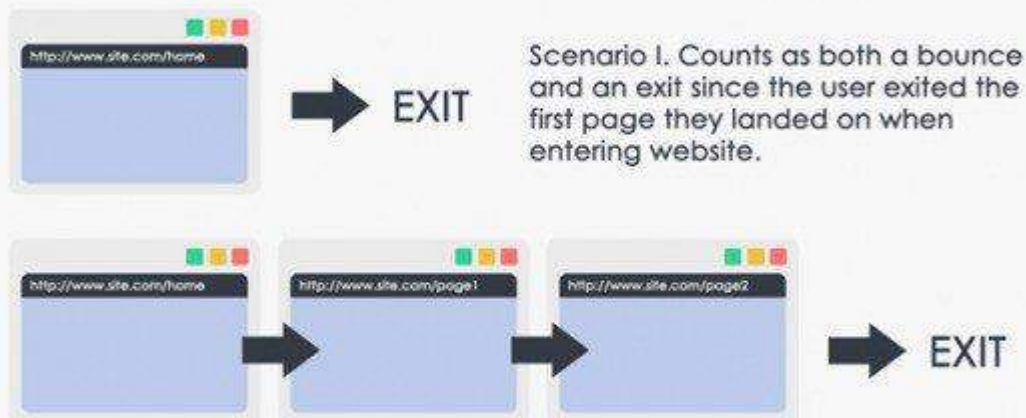 http://www.site.com/home
EXIT
Scenario I. Counts as both a bounce
and an exit since the user exited the
first page they landed on when
entering website.
http://www.site.com/home
http://www.site.com/page1
http://www.site.com/page2
EXIT